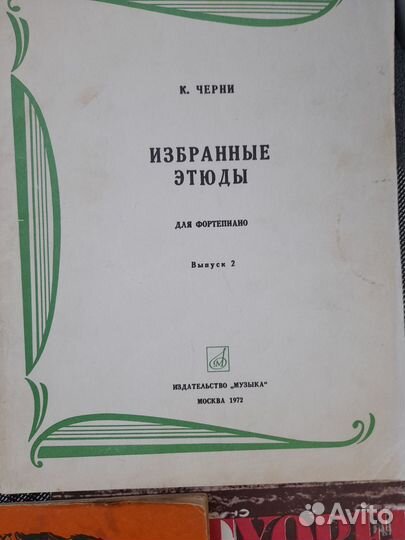 К. ЧЕРНИ
ИЗБРАННЫЕ
ЭТЮДЫ
ДЛЯ ФОРТЕПИАНО
Выпуск 2
ИЗДАТЕЛЬСТВО „МУЗЫКА“
МОСКВА 1972
Avito